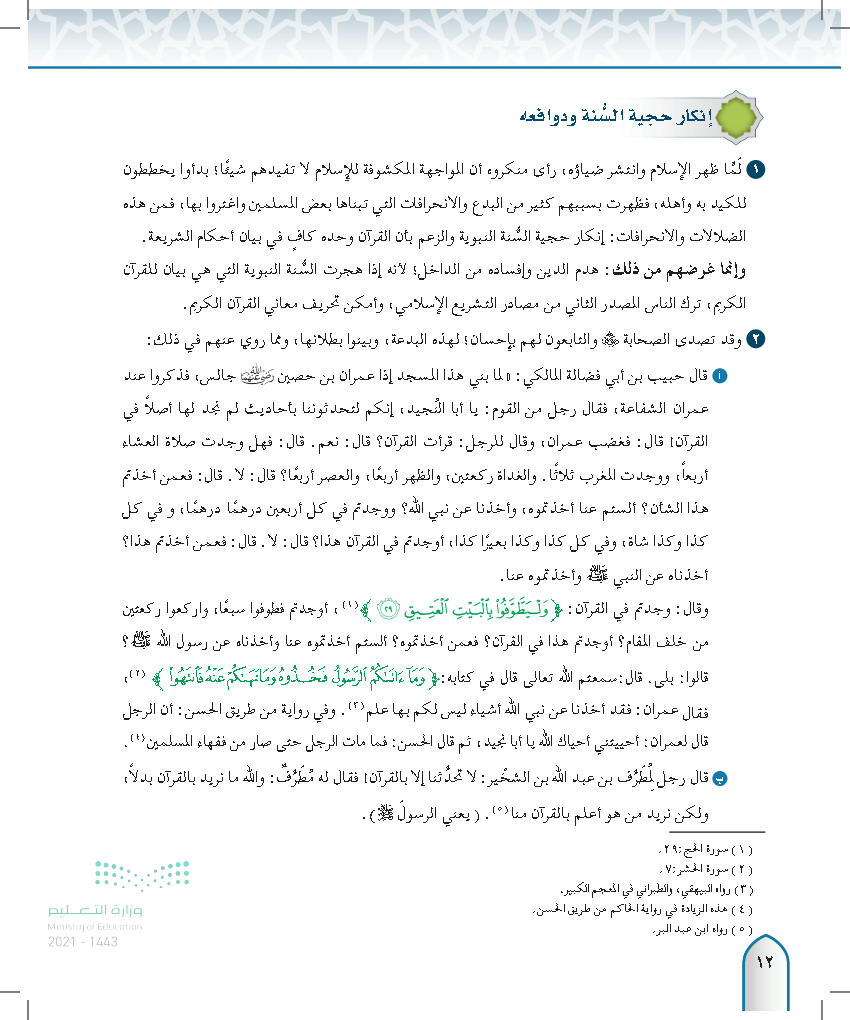 إنكار حجية السُّنة ودوافعه
١ لَمَّا ظهر الإسلام وانتشر ضياؤه، رأى منكروه أن المواجهة المكشوفة للإسلام لا تفيدهم شيئًا؛ بدأوا يخططون
للكيد به وأهله، فظهرت بسببهم كثير من البدع والانحرافات التي تبناها بعض المسلمين واغتروا بها، فمن هذه
الضلالات والانحرافات: إنكار حجية السُّنة النبوية والزعم بأن القرآن وحده كافٍ في بيان أحكام الشريعة.
وإنما غرضهم من ذلك: هدم الدين وإفساده من الداخل؛ لأنه إذا هجرت السُّنة النبوية التي هي بيان للقرآن
الكريم، ترك الناس المصدر الثاني من مصادر التشريع الإسلامي، وأمكن تحريف معاني القرآن الكريم.
٢ وقد تصدى الصحابة ﵃ والتابعون لهم بإحسان؛ لهذه البدعة، وبينوا بطلانها، ومما روي عنهم في ذلك:
أ قال حبيب بن أبي فضالة المالكي: «لما بني هذا المسجد إذا عمران بن حصين رضي الله عنهما جالس، فذكروا عند
عمران الشفاعة، فقال رجل من القوم: يا أبا النُّجيد، إنكم لتحدثوننا بأحاديث لم نجد لها أصلاً في
القرآن! قال: فغضب عمران، وقال للرجل: قرأت القرآن؟ قال: نعم. قال: فهل وجدت صلاة العشاء
أربعاً، ووجدت المغرب ثلاثًا. والغداة ركعتين، والظهر أربعًا، والعصر أربعًا؟ قال: لا. قال: فعمن أخذتم
هذا الشأن؟ ألستم عنا أخذتموه، وأخذنا عن نبي الله؟ ووجدتم في كل أربعين درهمًا درهمًا، و في كل
كذا وكذا شاة، وفي كل كذا وكذا بعيرًا كذا، أوجدتم في القرآن هذا؟ قال: لا. قال: فعمن أخذتم هذا؟
أخذناه عن النبي ﷺ وأخذتموه عنا.
وقال: وجدتم في القرآن: ﴿وَلْيَطَّوَّفُوا۟ بِٱلْبَيْتِ ٱلْعَتِيقِ ٢٩﴾(١)، أوجدتم فطوفوا سبعًا، واركعوا ركعتين
من خلف المقام؟ أوجدتم هذا في القرآن؟ فعمن أخذتموه؟ ألستم أخذتموه عنا وأخذناه عن رسول الله ﷺ؟
قالوا: بلى. قال:سمعتم الله تعالى قال في كتابه:﴿وَمَآ ءَاتَىٰكُمُ ٱلرَّسُولُ فَخُذُوهُ وَمَا نَهَىٰكُمْ عَنْهُ فَٱنتَهُوا۟﴾ (٢)،
فقال عمران: فقد أخذنا عن نبي الله أشياء ليس لكم بها علم(٣). وفي رواية من طريق الحسن: أن الرجل
قال لعمران: أحييتني أحياك الله يا أبا نجيد، ثم قال الحسن: فما مات الرجل حتى صار من فقهاء المسلمين(٤).
ب قال رجل لِمُطَرِّف بن عبد الله بن الشخّير: لا تحدُّثنا إلا بالقرآن! فقال له مُطَرِّفٌ: والله ما نريد بالقرآن بدلاً،
ولكن نريد من هو أعلم بالقرآن منا(٥). (يعني الرسولَ ﷺ).
(١) سورة الحج:٢٩.
(٢) سورة الحشر:٧.
(٣) رواه البيهقي، والطبراني في المعجم الكبير.
(٤) هذه الزيادة في رواية الحاكم من طريق الحسن.
(٥) رواه ابن عبد البر.
وزارة التعليم
Ministry of Education
2021 - 1443
١٢